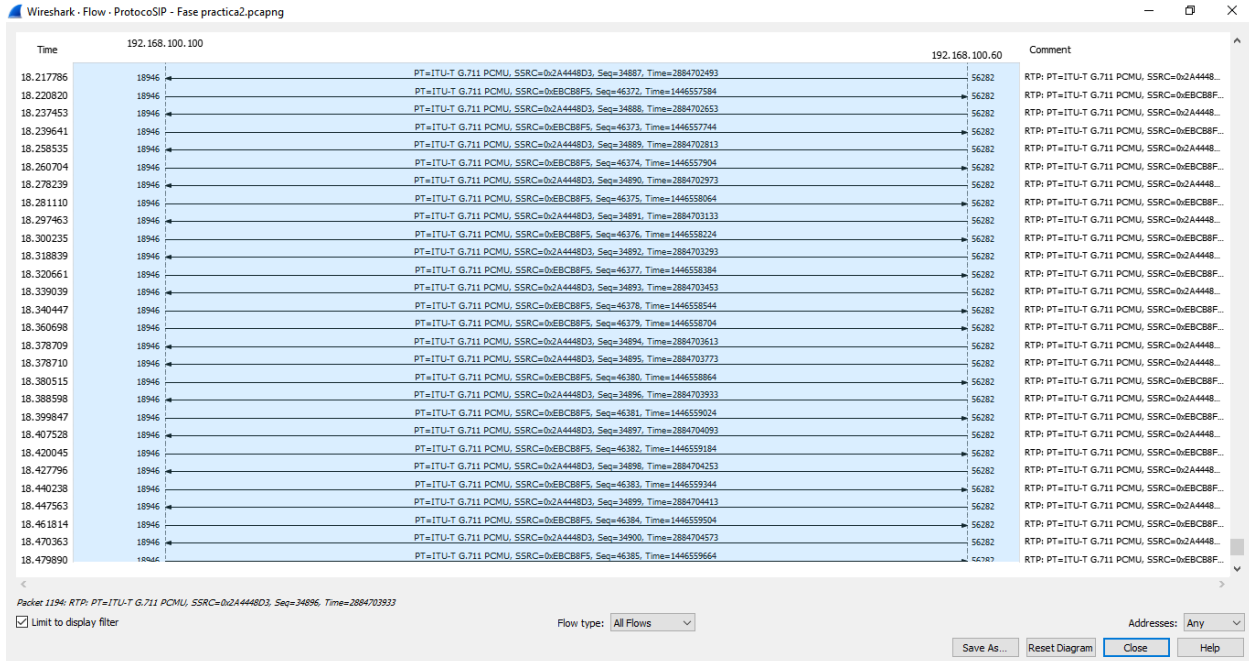 Wireshark · Flow · ProtocoSIP - Fase practica2.pcapng
Time 192.168.100.100 192.168.100.60 Comment
18.217786 18946 PT=ITU-T G.711 PCMU, SSRC=0x2A4448D3, Seq=34887, Time=2884702493 56282 RTP: PT=ITU-T G.711 PCMU, SSRC=0x2A4448...
18.220820 18946 PT=ITU-T G.711 PCMU, SSRC=0xEBCB8F5, Seq=46372, Time=1446557584 56282 RTP: PT=ITU-T G.711 PCMU, SSRC=0xEBCB8F...
18.237453 18946 PT=ITU-T G.711 PCMU, SSRC=0x2A4448D3, Seq=34888, Time=2884702653 56282 RTP: PT=ITU-T G.711 PCMU, SSRC=0x2A4448...
18.239641 18946 PT=ITU-T G.711 PCMU, SSRC=0xEBCB8F5, Seq=46373, Time=1446557744 56282 RTP: PT=ITU-T G.711 PCMU, SSRC=0xEBCB8F...
18.258535 18946 PT=ITU-T G.711 PCMU, SSRC=0x2A4448D3, Seq=34889, Time=2884702813 56282 RTP: PT=ITU-T G.711 PCMU, SSRC=0x2A4448...
18.260704 18946 PT=ITU-T G.711 PCMU, SSRC=0xEBCB8F5, Seq=46374, Time=1446557904 56282 RTP: PT=ITU-T G.711 PCMU, SSRC=0xEBCB8F...
18.278239 18946 PT=ITU-T G.711 PCMU, SSRC=0x2A4448D3, Seq=34890, Time=2884702973 56282 RTP: PT=ITU-T G.711 PCMU, SSRC=0x2A4448...
18.281110 18946 PT=ITU-T G.711 PCMU, SSRC=0xEBCB8F5, Seq=46375, Time=1446558064 56282 RTP: PT=ITU-T G.711 PCMU, SSRC=0xEBCB8F...
18.297463 18946 PT=ITU-T G.711 PCMU, SSRC=0x2A4448D3, Seq=34891, Time=2884703133 56282 RTP: PT=ITU-T G.711 PCMU, SSRC=0x2A4448...
18.300235 18946 PT=ITU-T G.711 PCMU, SSRC=0xEBCB8F5, Seq=46376, Time=1446558224 56282 RTP: PT=ITU-T G.711 PCMU, SSRC=0xEBCB8F...
18.318839 18946 PT=ITU-T G.711 PCMU, SSRC=0x2A4448D3, Seq=34892, Time=2884703293 56282 RTP: PT=ITU-T G.711 PCMU, SSRC=0x2A4448...
18.320661 18946 PT=ITU-T G.711 PCMU, SSRC=0xEBCB8F5, Seq=46377, Time=1446558384 56282 RTP: PT=ITU-T G.711 PCMU, SSRC=0xEBCB8F...
18.339039 18946 PT=ITU-T G.711 PCMU, SSRC=0x2A4448D3, Seq=34893, Time=2884703453 56282 RTP: PT=ITU-T G.711 PCMU, SSRC=0x2A4448...
18.340447 18946 PT=ITU-T G.711 PCMU, SSRC=0xEBCB8F5, Seq=46378, Time=1446558544 56282 RTP: PT=ITU-T G.711 PCMU, SSRC=0xEBCB8F...
18.360698 18946 PT=ITU-T G.711 PCMU, SSRC=0xEBCB8F5, Seq=46379, Time=1446558704 56282 RTP: PT=ITU-T G.711 PCMU, SSRC=0xEBCB8F...
18.378709 18946 PT=ITU-T G.711 PCMU, SSRC=0x2A4448D3, Seq=34894, Time=2884703613 56282 RTP: PT=ITU-T G.711 PCMU, SSRC=0x2A4448...
18.378710 18946 PT=ITU-T G.711 PCMU, SSRC=0x2A4448D3, Seq=34895, Time=2884703773 56282 RTP: PT=ITU-T G.711 PCMU, SSRC=0x2A4448...
18.380515 18946 PT=ITU-T G.711 PCMU, SSRC=0xEBCB8F5, Seq=46380, Time=1446558864 56282 RTP: PT=ITU-T G.711 PCMU, SSRC=0xEBCB8F...
18.388598 18946 PT=ITU-T G.711 PCMU, SSRC=0x2A4448D3, Seq=34896, Time=2884703933 56282 RTP: PT=ITU-T G.711 PCMU, SSRC=0x2A4448...
18.399847 18946 PT=ITU-T G.711 PCMU, SSRC=0xEBCB8F5, Seq=46381, Time=1446559024 56282 RTP: PT=ITU-T G.711 PCMU, SSRC=0xEBCB8F...
18.407528 18946 PT=ITU-T G.711 PCMU, SSRC=0x2A4448D3, Seq=34897, Time=2884704093 56282 RTP: PT=ITU-T G.711 PCMU, SSRC=0x2A4448...
18.420045 18946 PT=ITU-T G.711 PCMU, SSRC=0xEBCB8F5, Seq=46382, Time=1446559184 56282 RTP: PT=ITU-T G.711 PCMU, SSRC=0xEBCB8F...
18.427796 18946 PT=ITU-T G.711 PCMU, SSRC=0x2A4448D3, Seq=34898, Time=2884704253 56282 RTP: PT=ITU-T G.711 PCMU, SSRC=0x2A4448...
18.440238 18946 PT=ITU-T G.711 PCMU, SSRC=0xEBCB8F5, Seq=46383, Time=1446559344 56282 RTP: PT=ITU-T G.711 PCMU, SSRC=0xEBCB8F...
18.447563 18946 PT=ITU-T G.711 PCMU, SSRC=0x2A4448D3, Seq=34899, Time=2884704413 56282 RTP: PT=ITU-T G.711 PCMU, SSRC=0x2A4448...
18.461814 18946 PT=ITU-T G.711 PCMU, SSRC=0xEBCB8F5, Seq=46384, Time=1446559504 56282 RTP: PT=ITU-T G.711 PCMU, SSRC=0xEBCB8F...
18.470363 18946 PT=ITU-T G.711 PCMU, SSRC=0x2A4448D3, Seq=34900, Time=2884704573 56282 RTP: PT=ITU-T G.711 PCMU, SSRC=0x2A4448...
18.479890 18946 PT=ITU-T G.711 PCMU, SSRC=0xEBCB8F5, Seq=46385, Time=1446559664 56282 RTP: PT=ITU-T G.711 PCMU, SSRC=0xEBCB8F...
Packet 1194: RTP: PT=ITU-T G.711 PCMU, SSRC=0x2A4448D3, Seq=34896, Time=2884703933
Limit to display filter Flow type: All Flows Addresses: Any
Save As... Reset Diagram Close Help